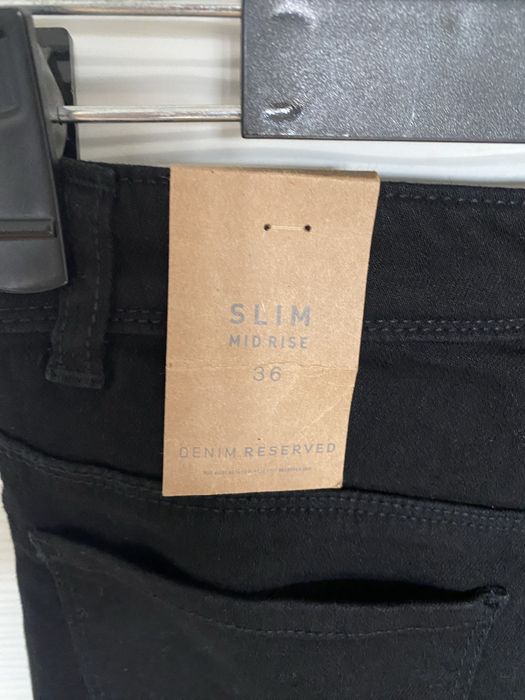 SLIM
MID RISE
36
DENIM.RESERVED